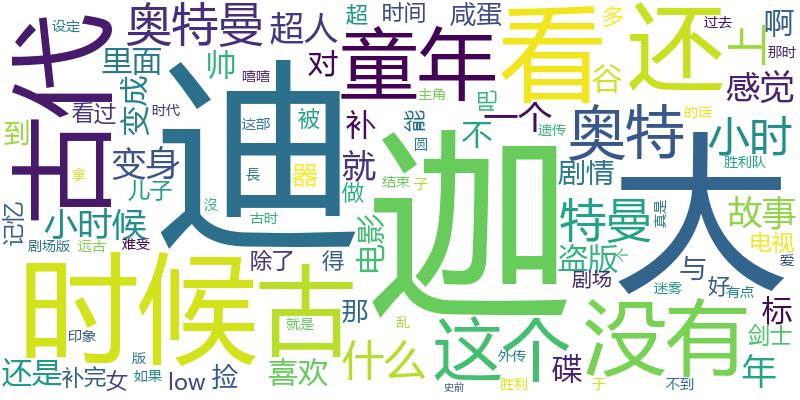 设定
奥特曼
超人
超
时间
咸蛋
多
过去
那时
啊
古代
里面
看过
到
变成
时代
帅
嘻嘻
对
童年
主角
吧
看
还
谷
上
感觉
迪
这部
被
补
能
不
一个
遗传
奥特
的话
小时
胜利队
变身
拿
儿子
長
器
就
圆
做
迦
大
剧情
记忆
小时候
沒
古时
结束
子
特曼
真是
故事
剧场版
远古
难受
除了
得
电影
盗版
个
与
电视
爱
时候
古
那
剧场
迷雾
好
有点
标
印象
就是
乱
这个
没有
剑士
还是
补完
女
版
如果
low
捡
喜欢
什么
外传
史前
胜利
碟
于
不到
年